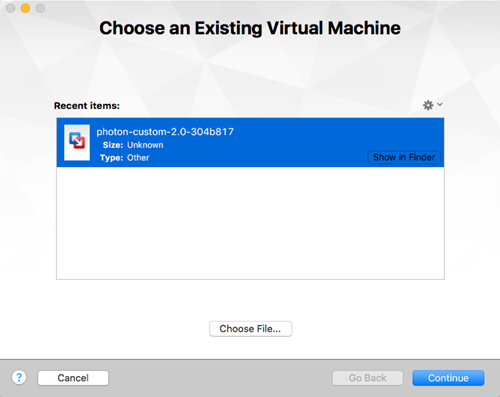 Choose an Existing Virtual Machine
Recent items:
photon-custom-2.0-304b817
Size: Unknown
Type: Other
Show in Finder
Choose File...
?
Cancel
Go Back
Continue